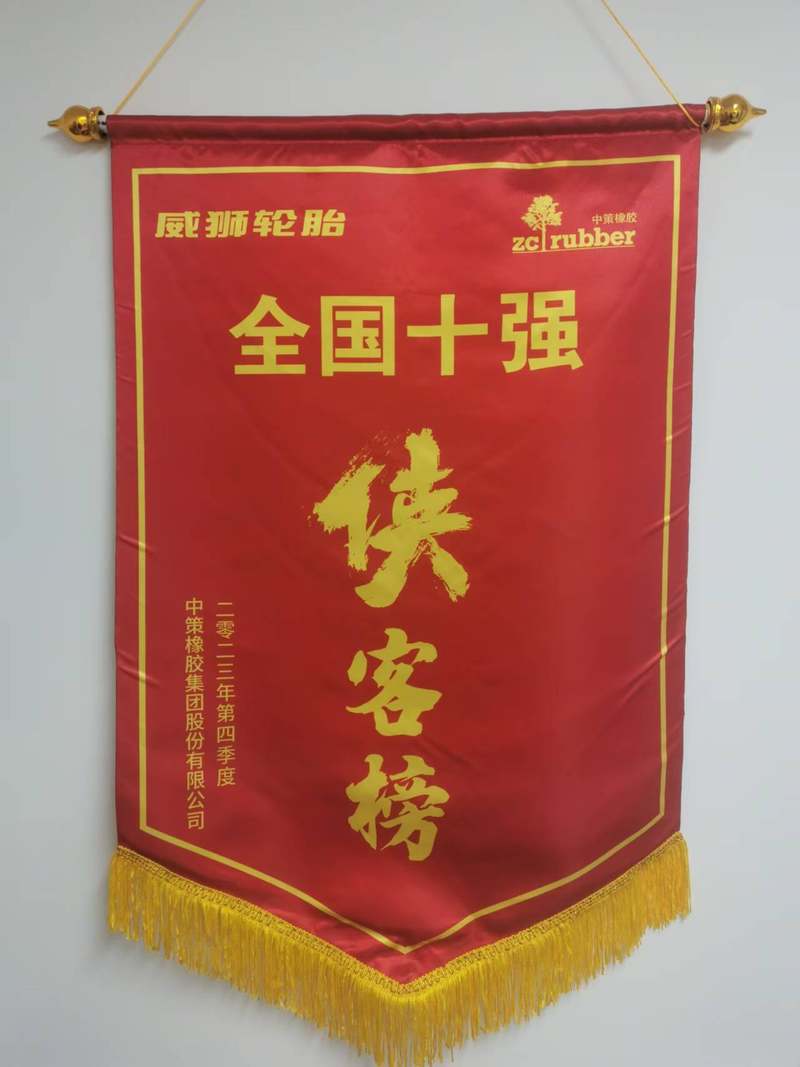 威狮轮胎
中策橡胶
zc rubber
全国十强
侠客榜
二零二三年第四季度
中策橡胶集团股份有限公司